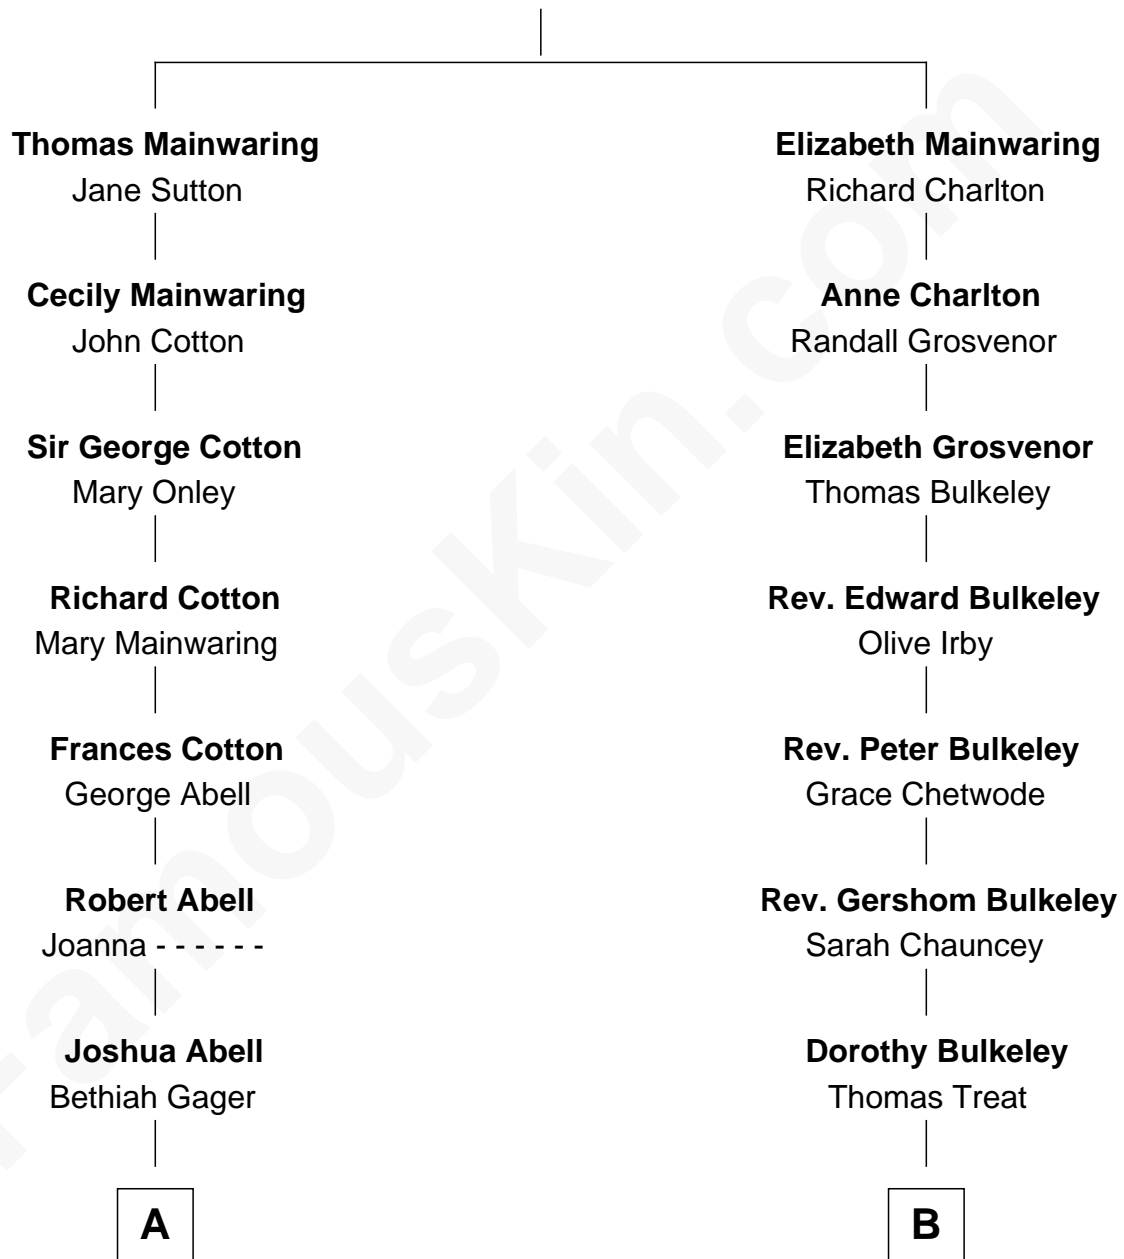 Thomas Mainwaring
Jane Sutton
Elizabeth Mainwaring
Richard Charlton
Cecily Mainwaring
John Cotton
Anne Charlton
Randall Grosvenor
Sir George Cotton
Mary Onley
Elizabeth Grosvenor
Thomas Bulkeley
Richard Cotton
Mary Mainwaring
Rev. Edward Bulkeley
Olive Irby
Frances Cotton
George Abell
Rev. Peter Bulkeley
Grace Chetwode
Robert Abell
Joanna - - - - - -
Rev. Gershom Bulkeley
Sarah Chauncey
Joshua Abell
Bethiah Gager
Dorothy Bulkeley
Thomas Treat
A
B
FamousKin.com